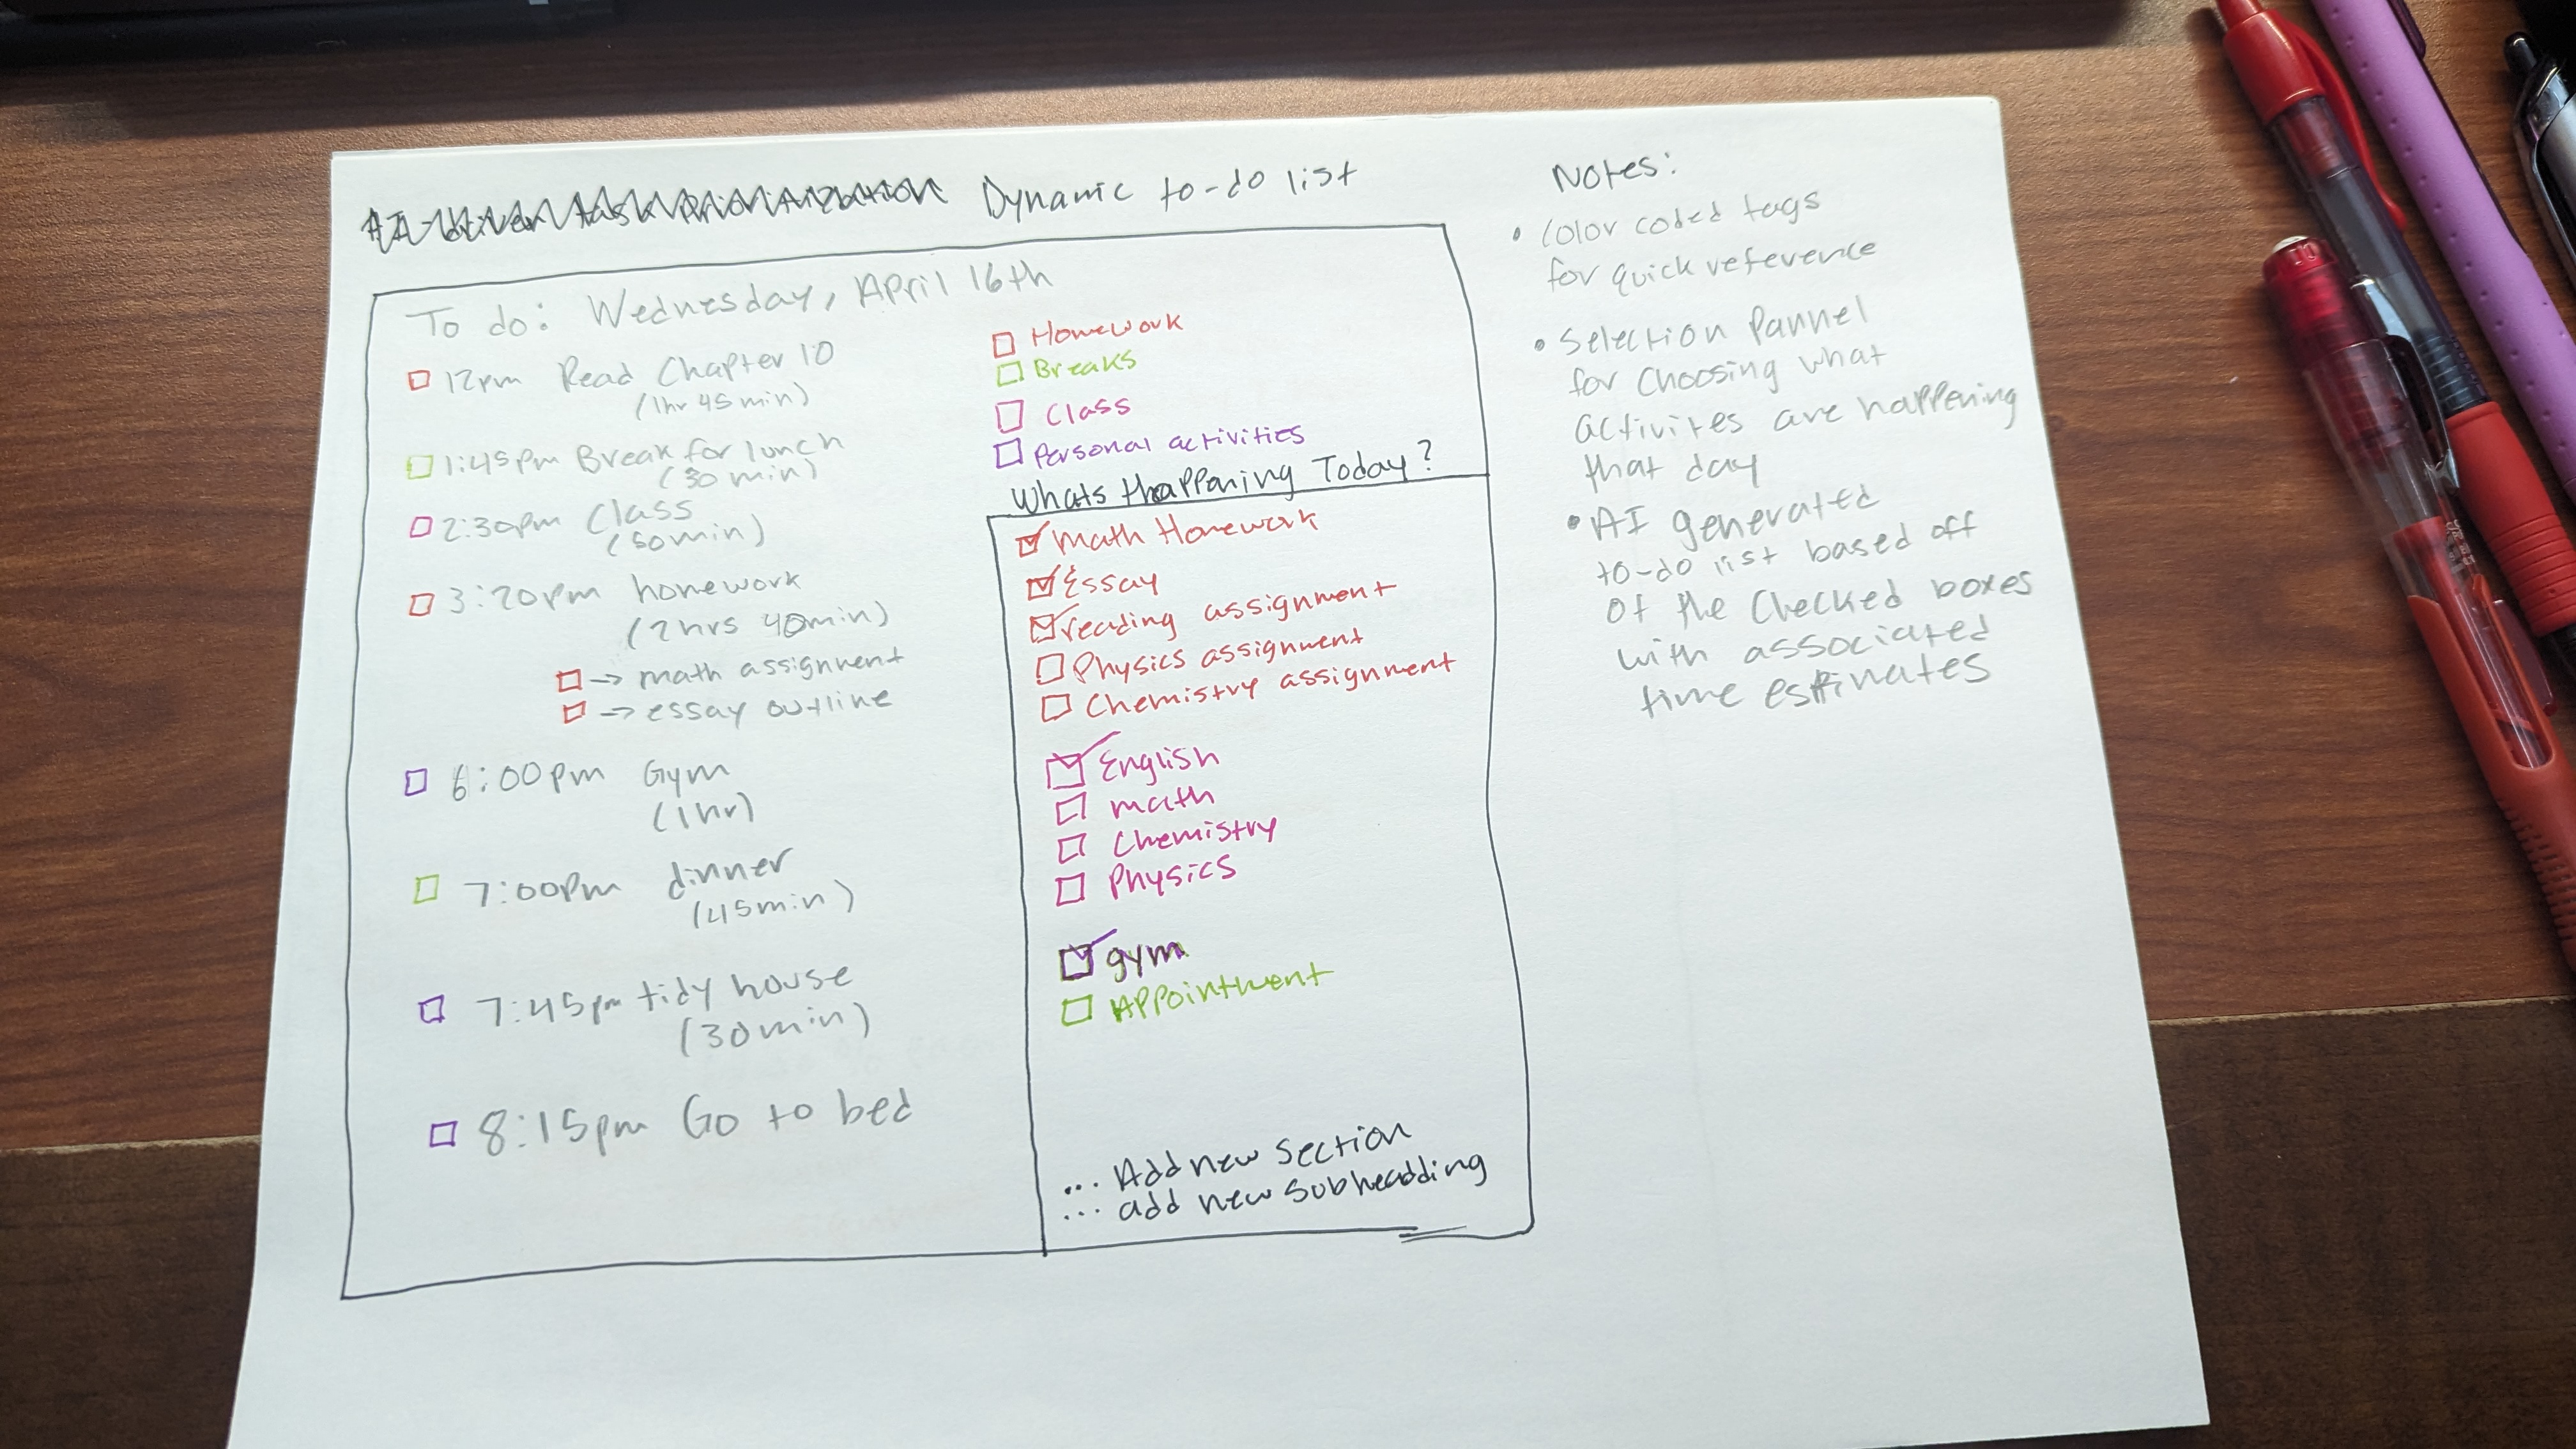 AI-driven task prioritization Dynamic to-do list
To do: Wednesday, April 16th
12pm Read Chapter 10
(1hr 45min)
1:45pm Break for lunch
(30 min)
2:30pm Class
(50min)
3:20pm homework
(2hrs 40min)
→ math assignment
→ essay outline
6:00pm Gym
(1hr)
7:00pm dinner
(45min)
7:45pm tidy house
(30min)
8:15pm Go to bed
Homework
Breaks
Class
Personal activities
Whats Happening Today?
Math Homework
Essay
reading assignment
Physics assignment
Chemistry assignment
English
math
Chemistry
Physics
gym
Appointment
... Add new section
... add new subheadding
Notes:
• Color coded tags
for quick reference
• Selection Pannel
for choosing what
activites are happening
that day
• AI generated
to-do list based off
of the Checked boxes
with associated
time estimates